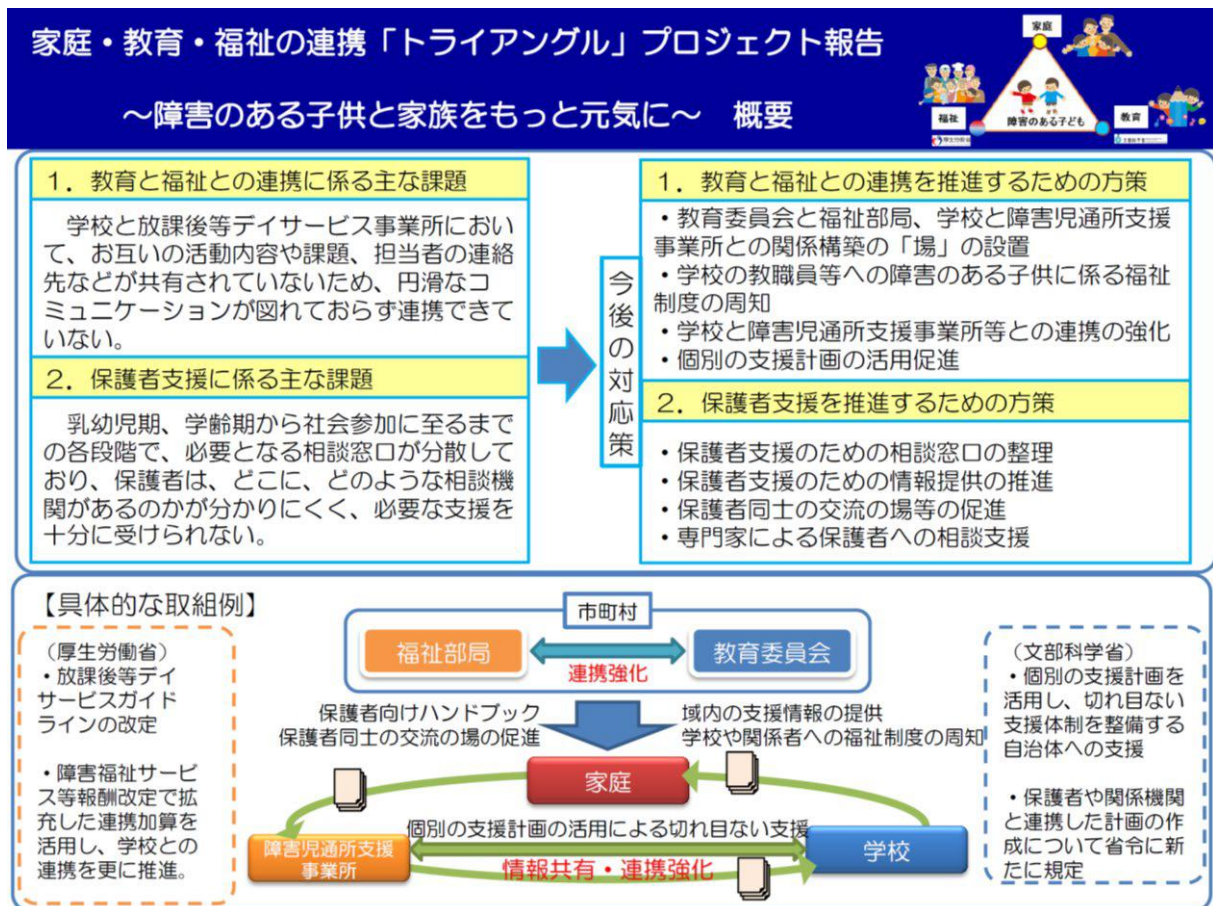 家庭・教育・福祉の連携「トライアングル」プロジェクト報告
～障害のある子供と家族をもっと元気に～　概要
家庭
福祉
教育
障害のある子ども
厚生労働省
１．教育と福祉との連携に係る主な課題
学校と放課後等デイサービス事業所におい
て、お互いの活動内容や課題、担当者の連絡
先などが共有されていないため、円滑なコ
ミュニケーションが図れておらず連携できて
いない。
２．保護者支援に係る主な課題
乳幼児期、学齢期から社会参加に至るまで
の各段階で、必要となる相談窓口が分散して
おり、保護者は、どこに、どのような相談機
関があるのかが分かりにくく、必要な支援を
十分に受けられない。
今後の対応策
１．教育と福祉との連携を推進するための方策
・教育委員会と福祉部局、学校と障害児通所支援
事業所との関係構築の「場」の設置
・学校の教職員等への障害のある子供に係る福祉
制度の周知
・学校と障害児通所支援事業所等との連携の強化
・個別の支援計画の活用促進
２．保護者支援を推進するための方策
・保護者支援のための相談窓口の整理
・保護者支援のための情報提供の推進
・保護者同士の交流の場等の促進
・専門家による保護者への相談支援
【具体的な取組例】
（厚生労働省）
・放課後等デイ
サービスガイド
ラインの改定
・障害福祉サービ
ス等報酬改定で拡
充した連携加算を
活用し、学校との
連携を更に推進。
市町村
福祉部局
連携強化
教育委員会
保護者向けハンドブック
保護者同士の交流の場の促進
域内の支援情報の提供
学校や関係者への福祉制度の周知
家庭
個別の支援計画の活用による切れ目ない支援
障害児通所支援
事業所
情報共有・連携強化
学校
（文部科学省）
・個別の支援計画を
活用し、切れ目ない
支援体制を整備する
自治体への支援
・保護者や関係機関
と連携した計画の作
成について省令に新
たに規定